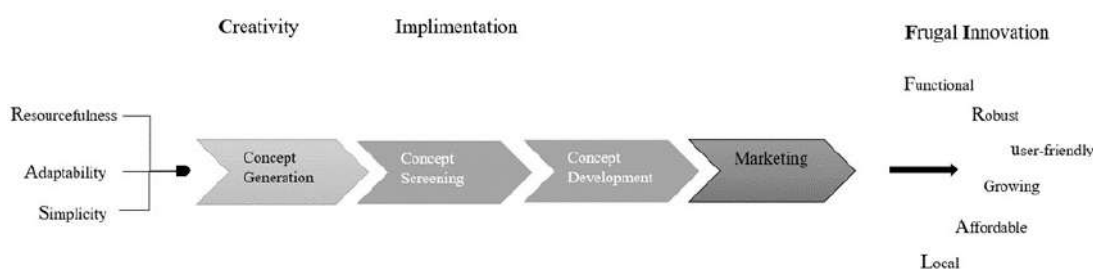 Creativity
Implimentation
Frugal Innovation
Functional
Resourcefulness
Robust
Concept
Generation
Concept
Screening
Concept
Development
Marketing
user-friendly
Adaptability
Growing
Simplicity
Affordable
Local